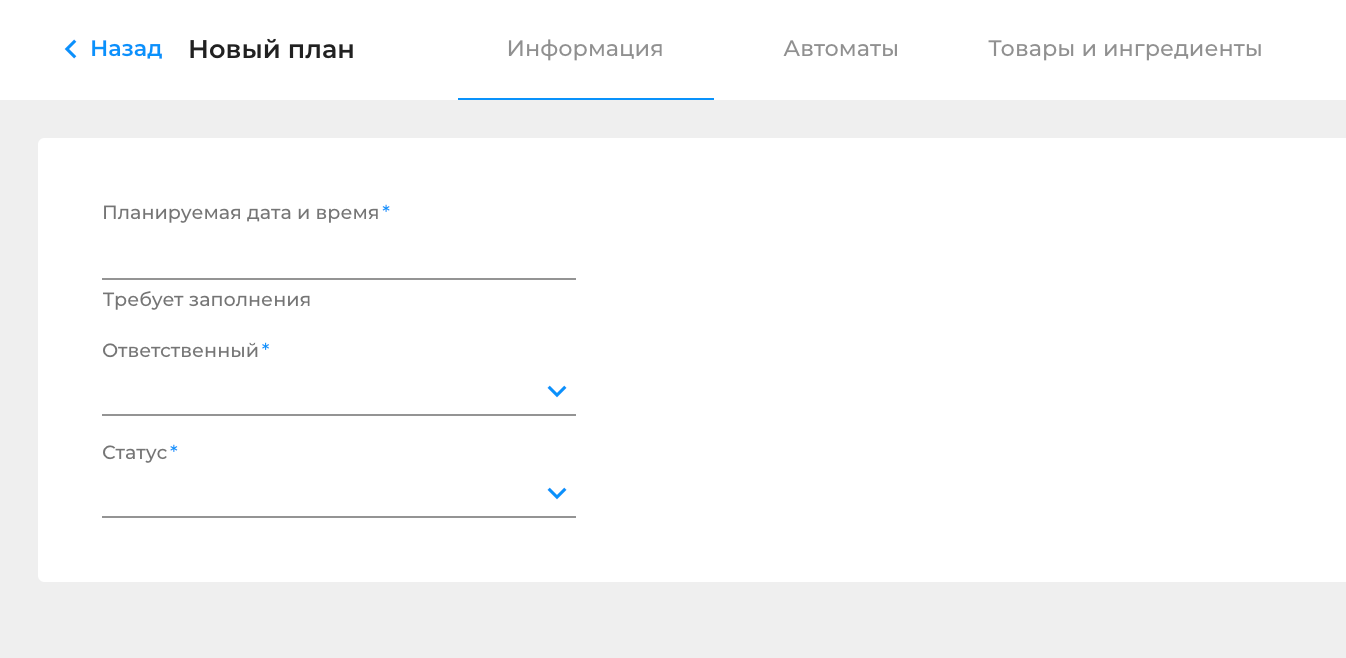 Назад Новый план Информация Автоматы Товары и ингредиенты
Планируемая дата и время*
Требует заполнения
Ответственный*
Статус*